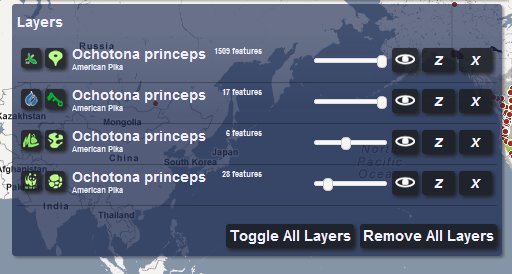 Layers
Russia
Ochotona princeps 1509 features
American Pika
Z X
Ochotona princeps 17 features
American Pika
Z X
Kazakhstan
Mongolia
Ochotona princeps 6 features
American Pika
Z X
China
Japan
North
Pacific
Ocean
South Korea
Afghanistan
Ochotona princeps 28 features
American Pika
Z X
India
Thailand
Toggle All Layers Remove All Layers